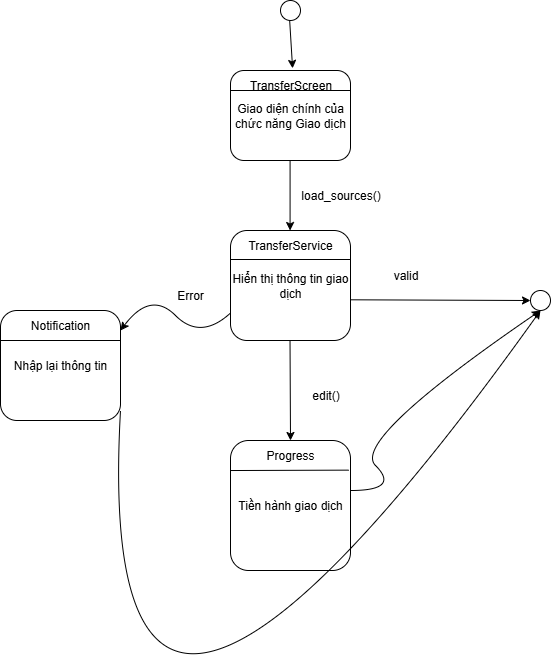 TransferScreen
Giao diện chính của
chức năng Giao dịch
load_sources()
TransferService
Hiển thị thông tin giao
dịch
valid
Error
Notification
Nhập lại thông tin
edit()
Progress
Tiền hành giao dịch